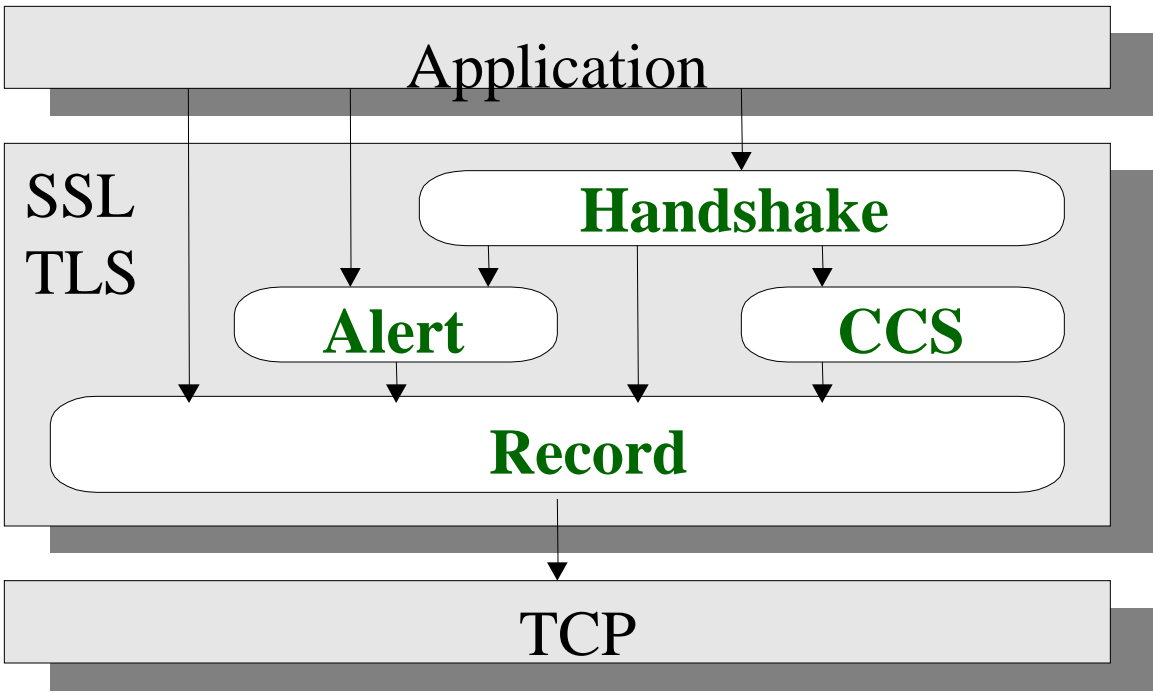 Application
SSL
TLS
Handshake
Alert
CCS
Record
TCP